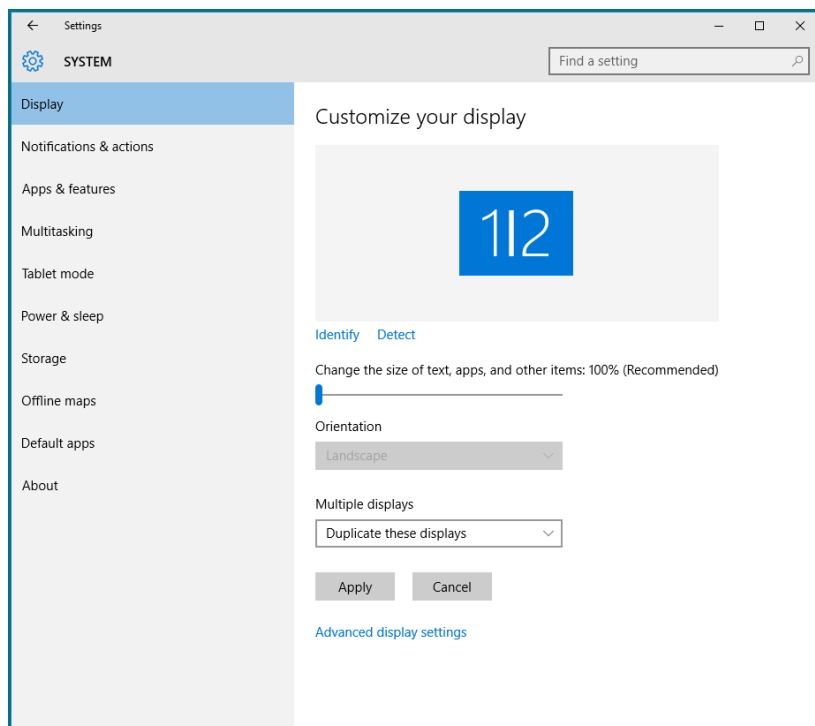 Settings
SYSTEM
Find a setting
Display
Notifications & actions
Apps & features
Multitasking
Tablet mode
Power & sleep
Storage
Offline maps
Default apps
About
Customize your display
1|2
Identify Detect
Change the size of text, apps, and other items: 100% (Recommended)
Orientation
Landscape
Multiple displays
Duplicate these displays
Apply Cancel
Advanced display settings